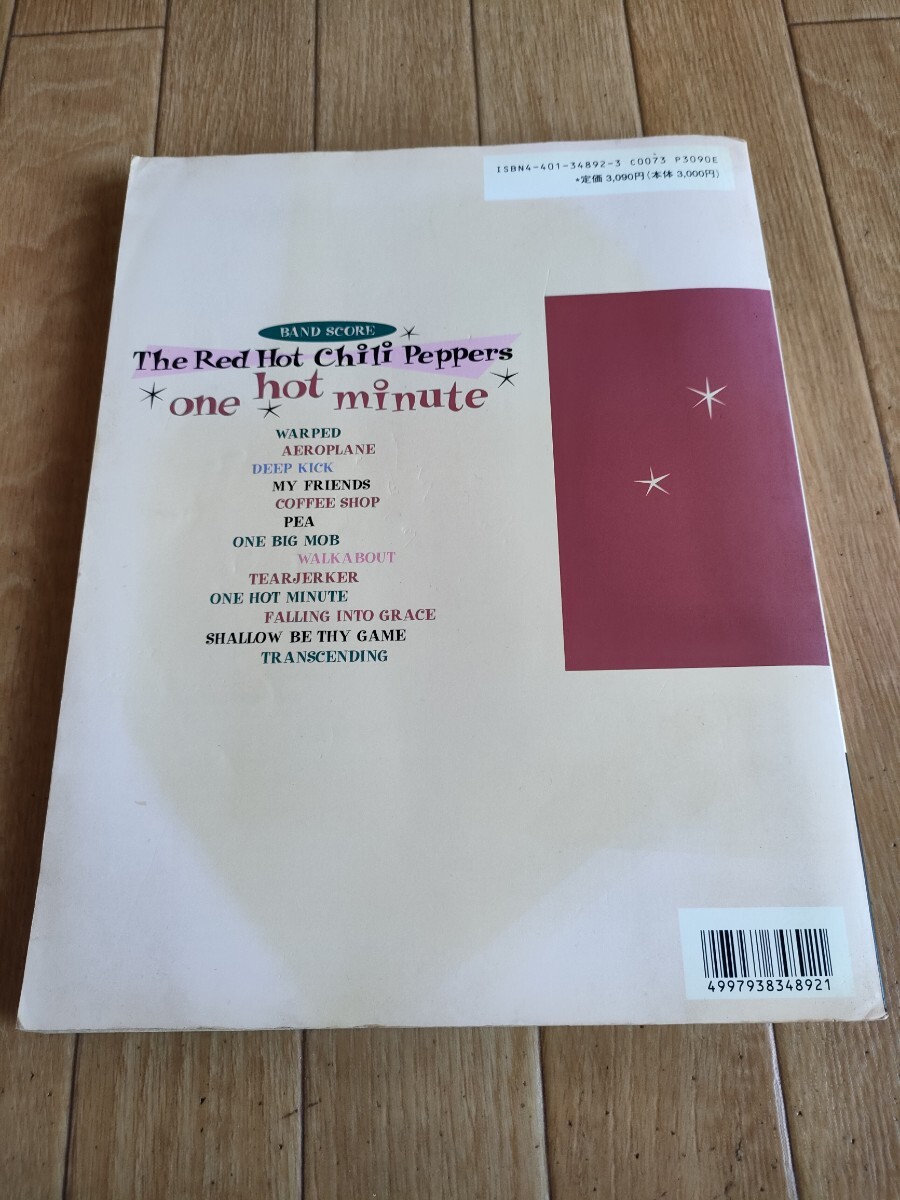 ISBN4-401-34892-3 C0073 P3090E
*定価 3,090円(本体 3,000円)
BAND SCORE
The Red Hot Chili Peppers
one hot minute
WARPED
AEROPLANE
DEEP KICK
MY FRIENDS
COFFEE SHOP
PEA
ONE BIG MOB
WALKABOUT
TEARJERKER
ONE HOT MINUTE
FALLING INTO GRACE
SHALLOW BE THY GAME
TRANSCENDING
4997938348921